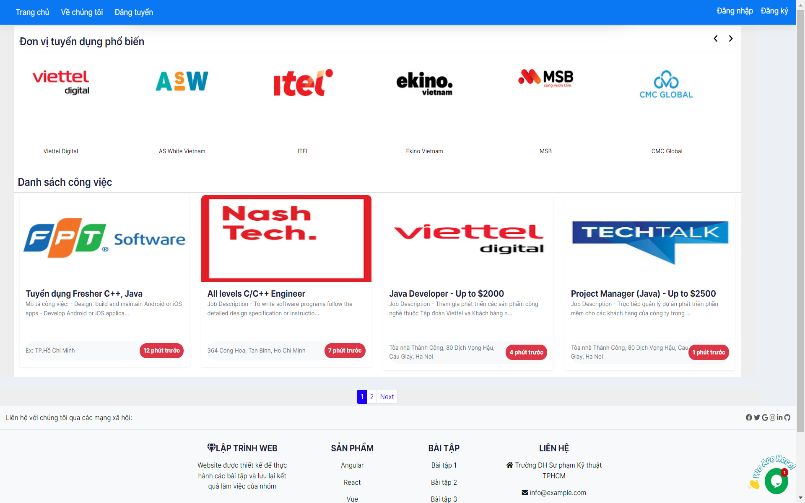 Trang chủ Về chúng tôi Đăng tuyển Đăng nhập Đăng ký
Đơn vị tuyển dụng phổ biến
viettel digital
ASW
ITEL
ekino. vietnam
MSB
CMC GLOBAL
Viettel Digital AS White Vietnam ITEl Ekino Vietnam MSB CMC Global
Danh sách công việc
FPT Software
Nash Tech.
viettel digital
TECHTALK
Tuyển dụng Fresher C++, Java
Mô tả công việc: - Design, build and maintain Android or iOS
apps - Develop Android or iOS applica...
Ex: TP,Hồ Chí Minh 12 phút trước
All levels C/C++ Engineer
Job Description - To write software programs follow the
detailed design specification or instructio...
364 Cong Hoa, Tan Binh, Ho Chi Minh 7 phút trước
Java Developer - Up to $2000
Job Description - Tham gia phát triển các sản phẩm công
nghệ thuộc Tập đoàn Viettel và Khách hàng n...
Tòa nhà Thành Công, 80 Dịch Vọng Hậu,
Cau Giay, Ha Noi
4 phút trước
Project Manager (Java) - Up to $2500
Job Description - Trực tiếp quản lý dự án phát triển phần
mềm cho các khách hàng của công ty trong ...
Tòa nhà Thành Công, 80 Dịch Vọng Hậu, Cau
Giay, Ha Noi
1 phút trước
1 2 Next
Liên hệ với chúng tôi qua các mạng xã hội:
LẬP TRÌNH WEB
Website được thiết kế để thực
hành các bài tập và lưu lại kết
quả làm việc của nhóm
SẢN PHẨM
Angular
React
Vue
BÀI TẬP
Bài tập 1
Bài tập 2
Bài tập 3
LIÊN HỆ
Trường DH Sư phạm Kỹ thuật
TPHCM
info@example.com
We Are Here!
1